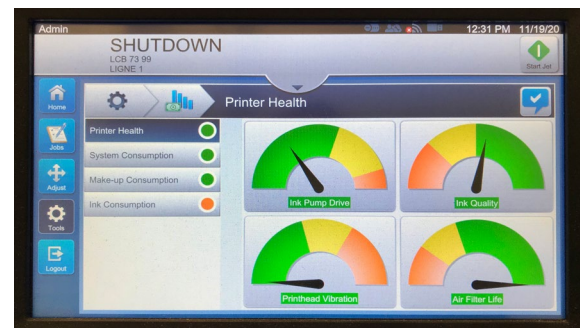 Admin
12:31 PM 11/19/20
SHUTDOWN
LCB 73 99
LIGNE 1
Start Jet
Home
Printer Health
Jobs
Printer Health
System Consumption
Adjust
Make-up Consumption
Ink Consumption
Tools
Logout
Ink Pump Drive
Ink Quality
Printhead Vibration
Air Filter Life